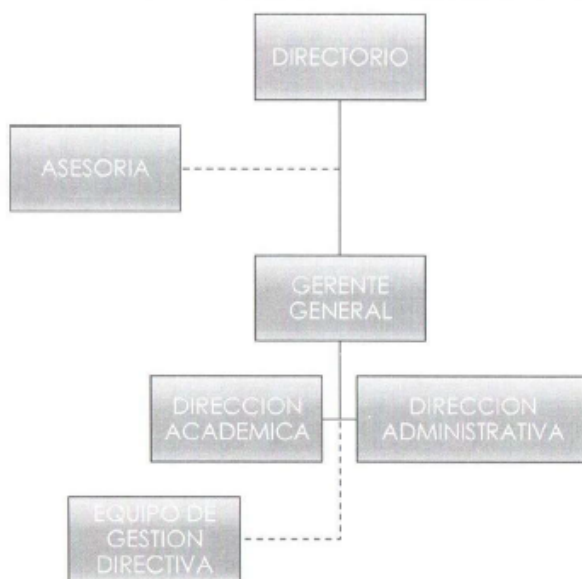 DIRECTORIO
ASESORIA
GERENTE
GENERAL
DIRECCION
ACADEMICA
DIRECCION
ADMINISTRATIVA
EQUIPO DE
GESTION
DIRECTIVA